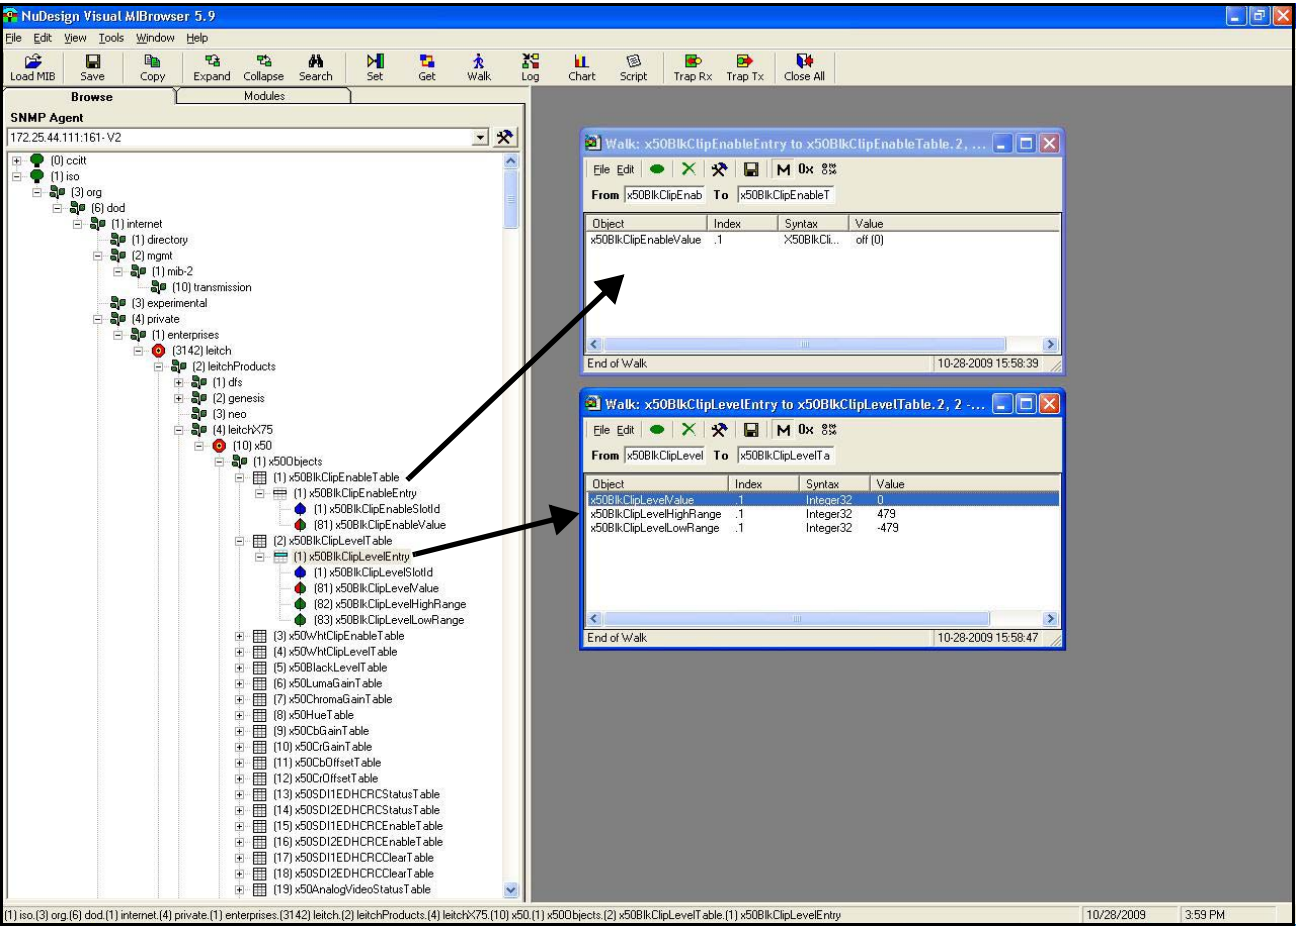 NuDesign Visual MIBrowser 5.9
File Edit View Tools Window Help
Load MIB Save Copy Expand Collapse Search Set Get Walk Log Chart Script Trap Rx Trap Tx Close All
Browse Modules
SNMP Agent
172.25.44.111:161- V2
(0) ccitt
(1) iso
(3) org
(6) dod
(1) internet
(1) directory
(2) mgmt
(1) mib-2
(10) transmission
(3) experimental
(4) private
(1) enterprises
(3142) leitch
(2) leitchProducts
(1) dfs
(2) genesis
(3) neo
(4) leitchX75
(10) x50
(1) x50Objects
(1) x50BlkClipEnableTable
(1) x50BlkClipEnableEntry
(1) x50BlkClipEnableSlotId
(81) x50BlkClipEnableValue
(2) x50BlkClipLevelTable
(1) x50BlkClipLevelEntry
(1) x50BlkClipLevelSlotId
(81) x50BlkClipLevelValue
(82) x50BlkClipLevelHighRange
(83) x50BlkClipLevelLowRange
(3) x50WhtClipEnableTable
(4) x50WhtClipLevelTable
(5) x50BlackLevelTable
(6) x50LumaGainTable
(7) x50ChromaGainTable
(8) x50HueTable
(9) x50CbGainTable
(10) x50CrGainTable
(11) x50CbOffsetTable
(12) x50CrOffsetTable
(13) x50SDI1EDHCRCStatusTable
(14) x50SDI2EDHCRCStatusTable
(15) x50SDI1EDHCRCEnableTable
(16) x50SDI2EDHCRCEnableTable
(17) x50SDI1EDHCRCClearTable
(18) x50SDI2EDHCRCClearTable
(19) x50AnalogVideoStatusTable
Walk: x50BlkClipEnableEntry to x50BlkClipEnableTable.2, ...
File Edit M 0x
From x50BlkClipEnab To x50BlkClipEnableT
Object Index Syntax Value
x50BlkClipEnableValue .1 X50BlkCli... off (0)
End of Walk 10-28-2009 15:58:39
Walk: x50BlkClipLevelEntry to x50BlkClipLevelTable.2, 2 -...
File Edit M 0x
From x50BlkClipLevel To x50BlkClipLevelTa
Object Index Syntax Value
x50BlkClipLevelValue .1 Integer32 0
x50BlkClipLevelHighRange .1 Integer32 479
x50BlkClipLevelLowRange .1 Integer32 -479
End of Walk 10-28-2009 15:58:47
(1) iso.(3) org.(6) dod.(1) internet.(4) private.(1) enterprises.(3142) leitch.(2) leitchProducts.(4) leitchX75.(10) x50.(1) x50Objects.(2) x50BlkClipLevelTable.(1) x50BlkClipLevelEntry 10/28/2009 3:59 PM